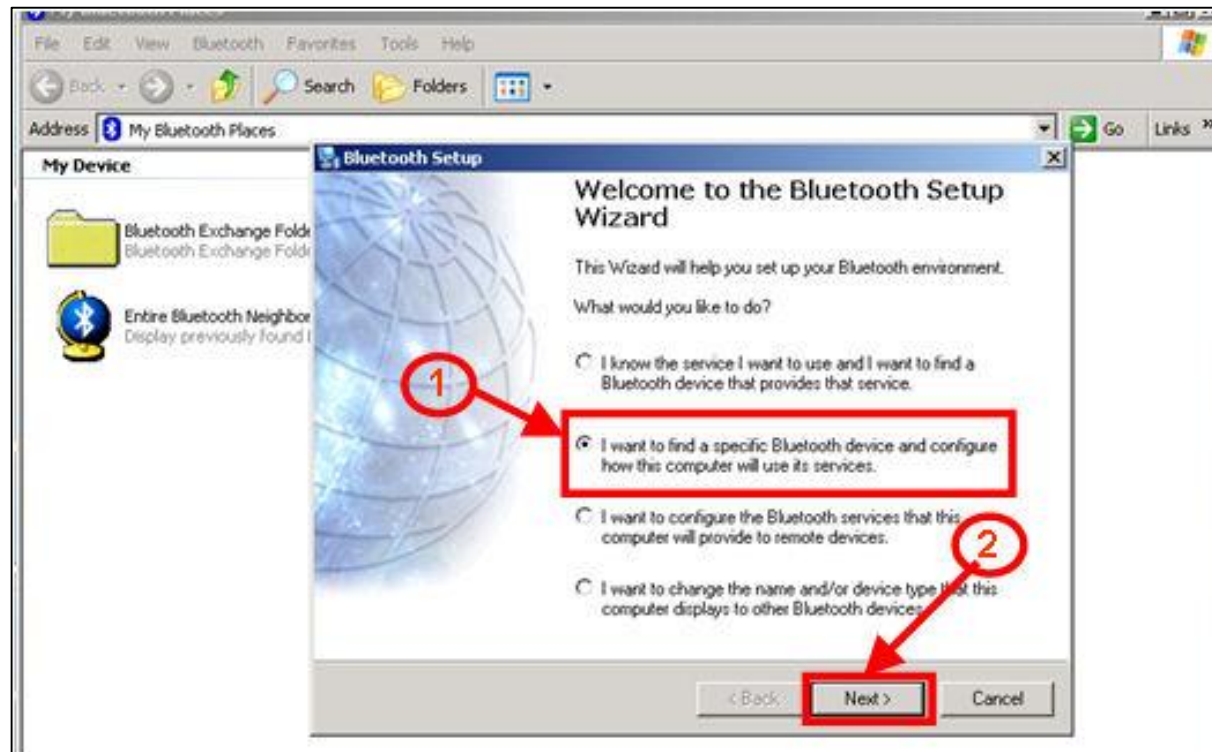 File Edit View Bluetooth Favorites Tools Help
Back Search Folders
Address My Bluetooth Places Go Links »
My Device
Bluetooth Exchange Folde
Bluetooth Exchange Folde
Entire Bluetooth Neighbor
Display previously found
Bluetooth Setup
Welcome to the Bluetooth Setup
Wizard
This Wizard will help you set up your Bluetooth environment.
What would you like to do?
I know the service I want to use and I want to find a
Bluetooth device that provides that service.
1
I want to find a specific Bluetooth device and configure
how this computer will use its services.
I want to configure the Bluetooth services that this
computer will provide to remote devices.
2
I want to change the name and/or device type that this
computer displays to other Bluetooth devices.
< Back Next > Cancel